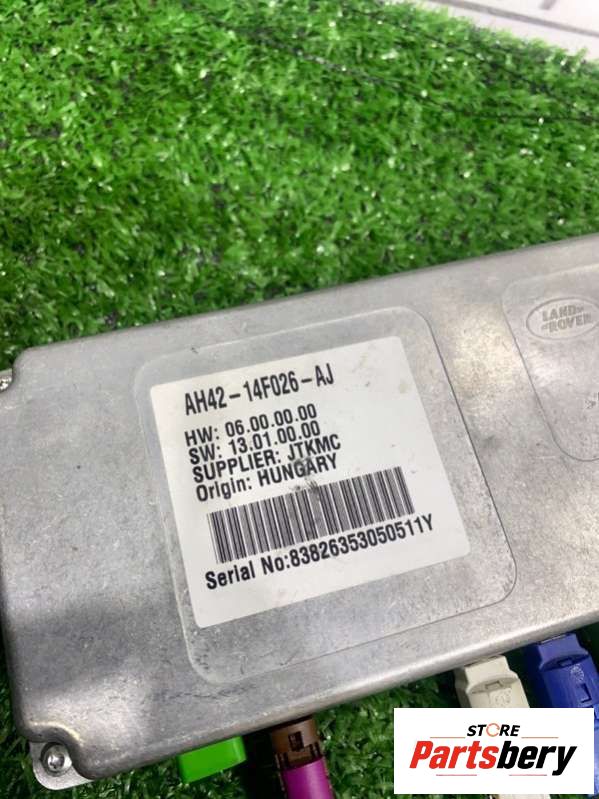 LAND
ROVER
AH42-14F026-AJ
HW: 06.00.00.00
SW: 13.01.00.00
SUPPLIER: JTKMC
Origin: HUNGARY
Serial No:83826353050511Y
STORE
Partsbery